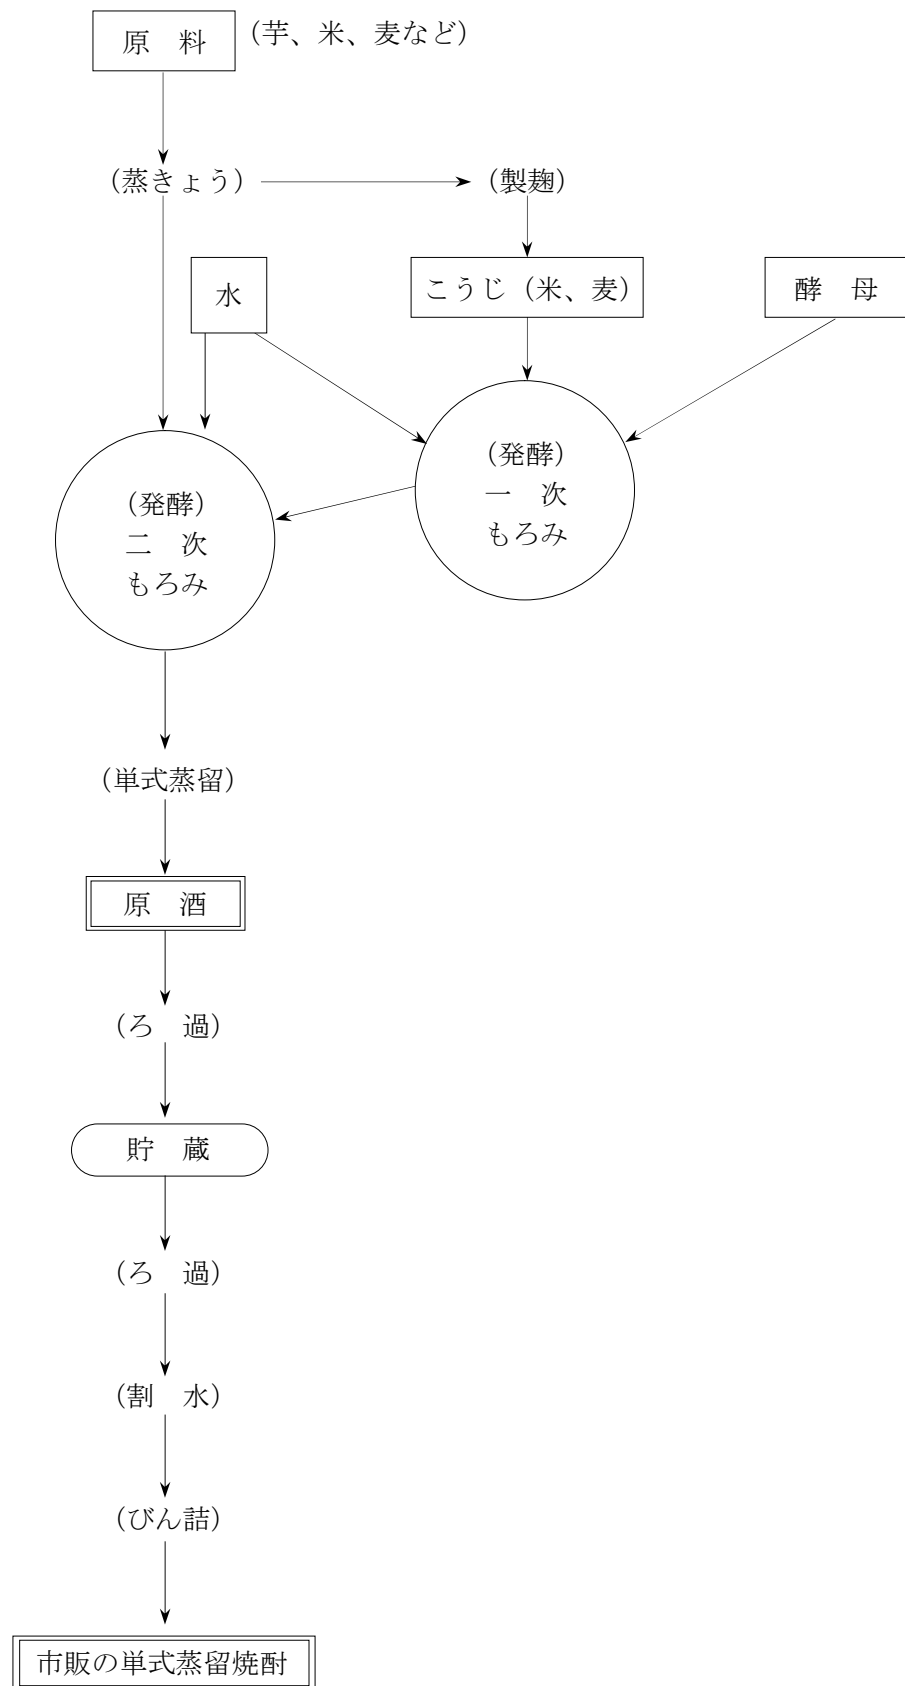 原　料
（芋、米、麦など）
（蒸きょう）
（製麹）
水
こうじ（米、麦）
酵　母
（発酵）
一　次
もろみ
（発酵）
二　次
もろみ
（単式蒸留）
原　酒
（ろ　過）
貯　蔵
（ろ　過）
（割　水）
（びん詰）
市販の単式蒸留焼酎